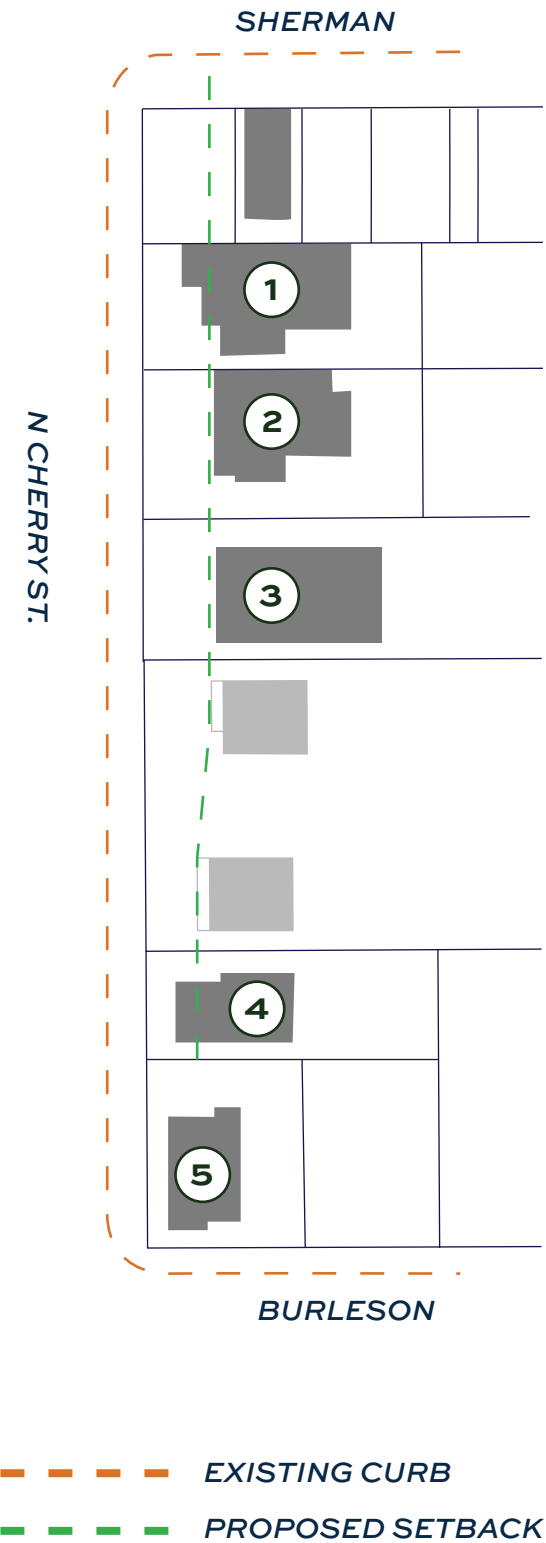 SHERMAN
1
2
N CHERRY ST.
3
4
5
BURLESON
EXISTING CURB
PROPOSED SETBACK